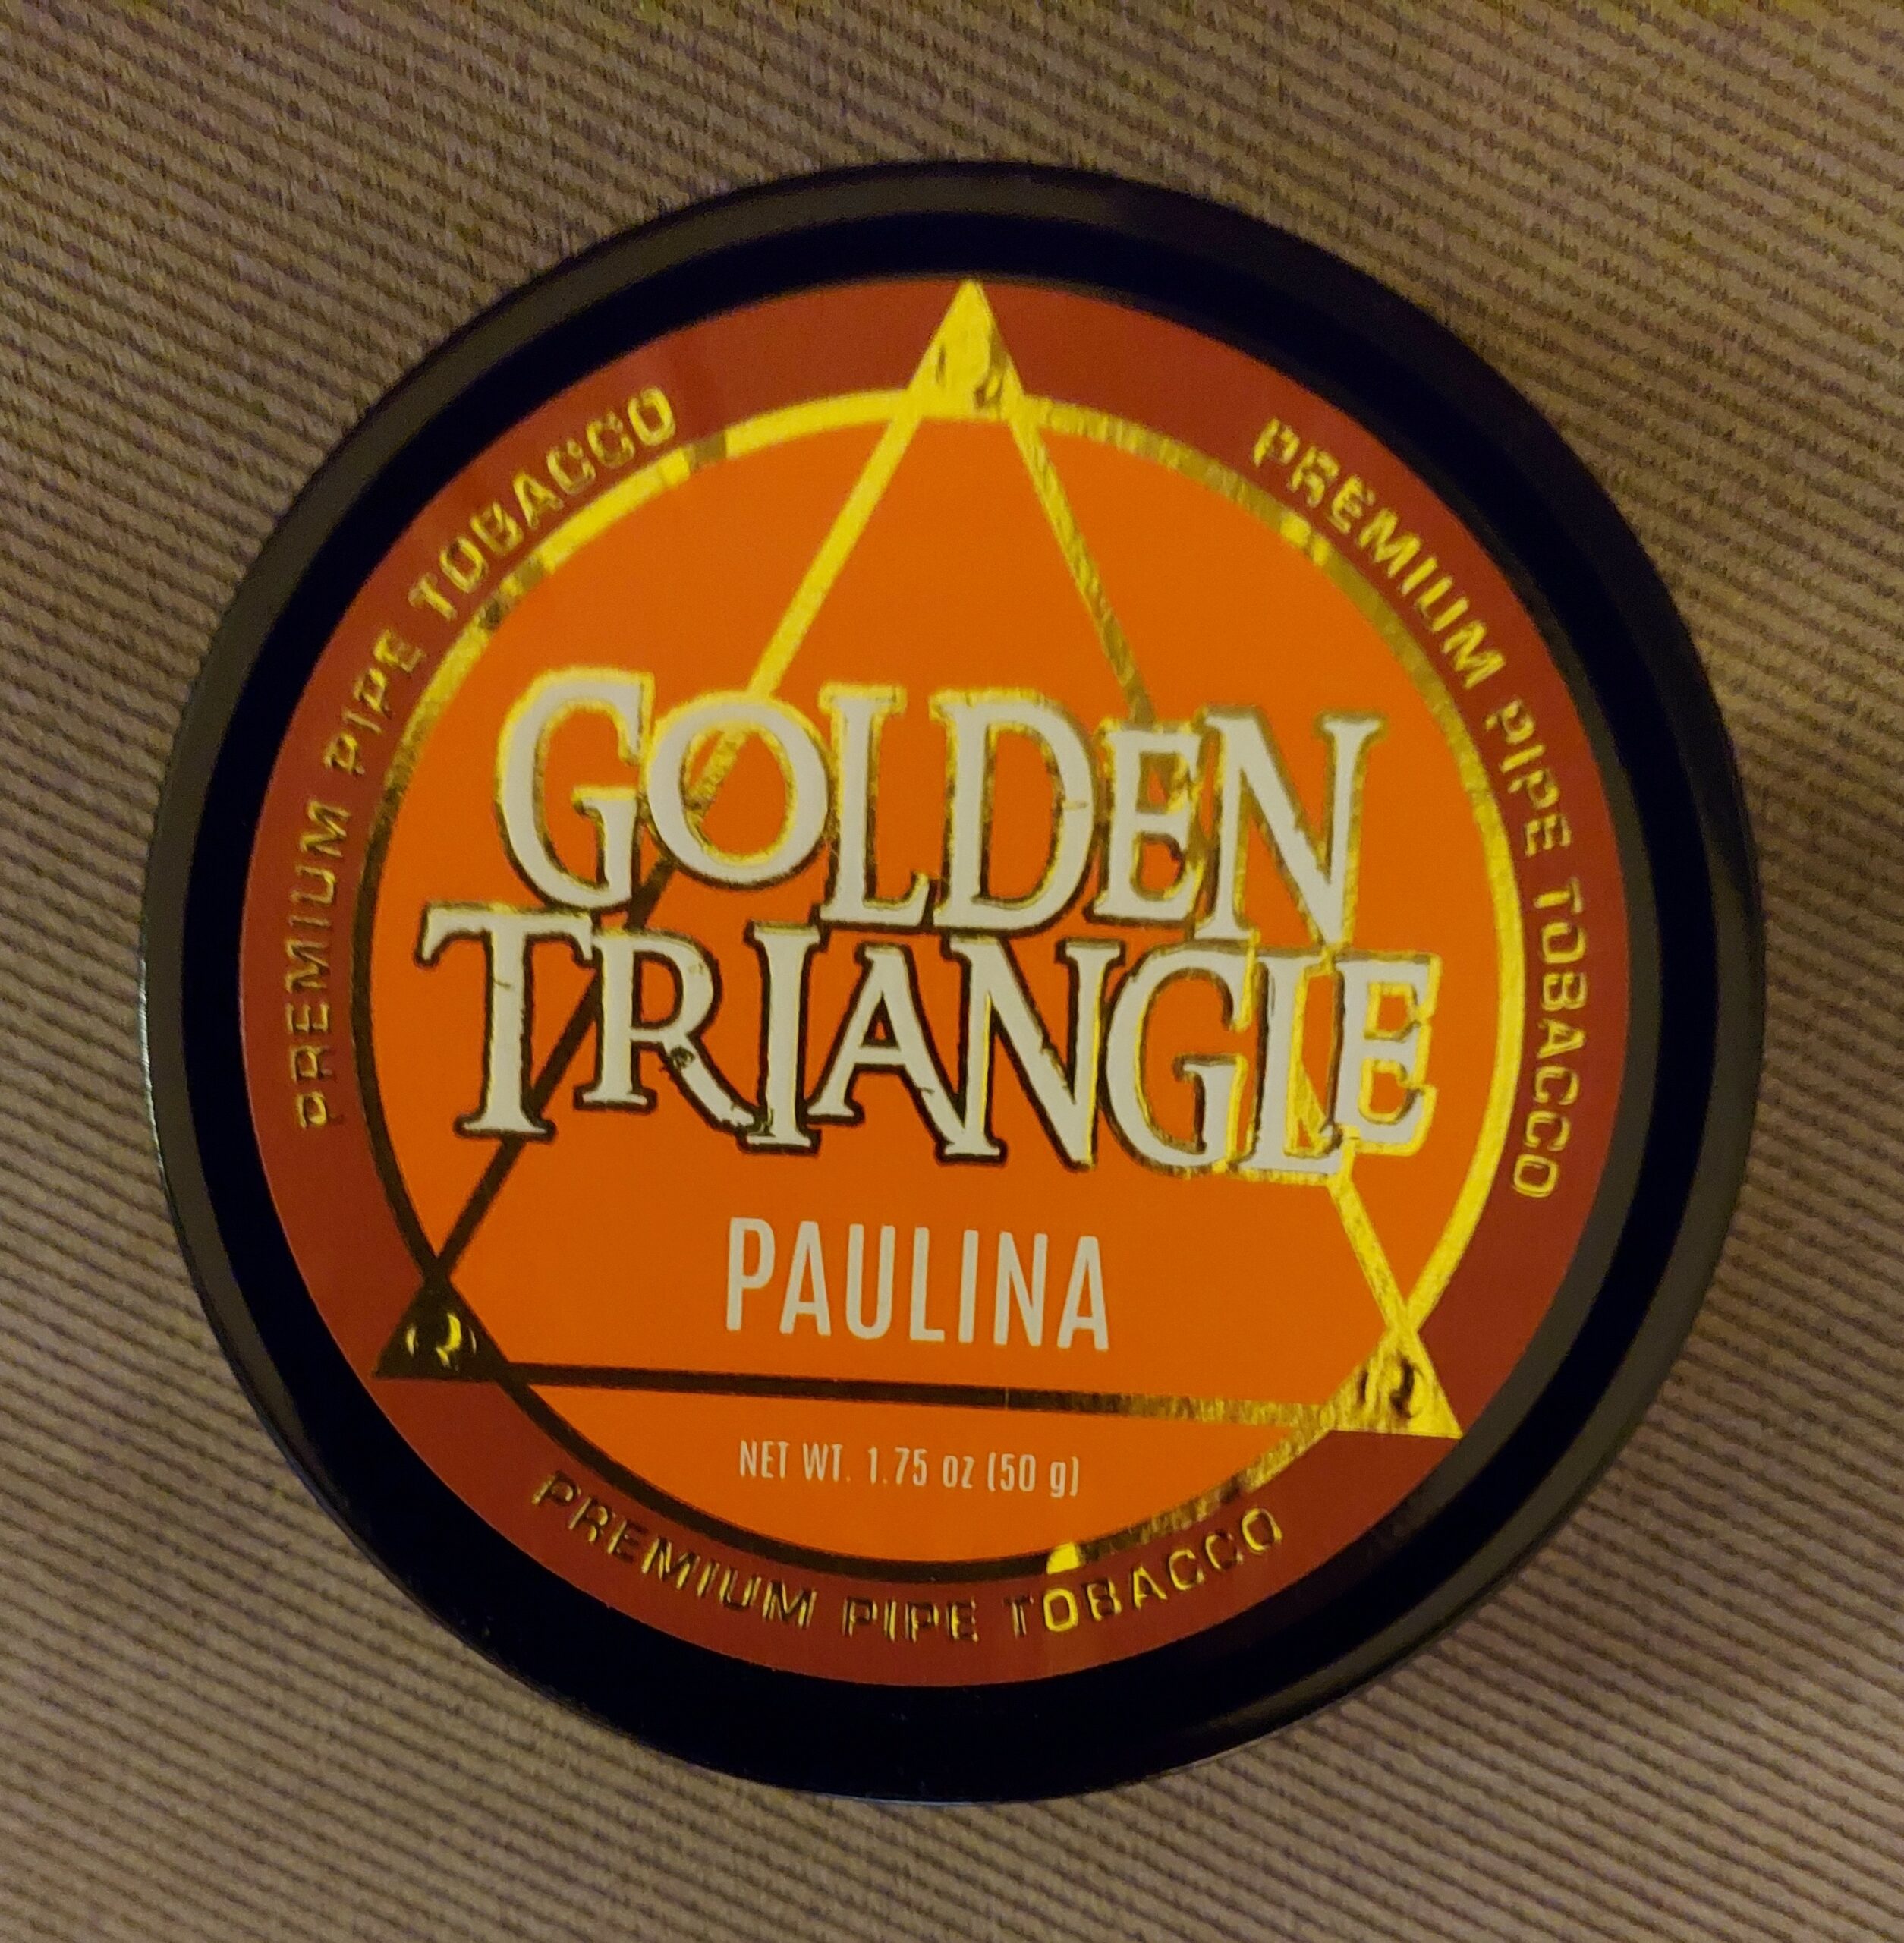 PREMIUM PIPE TOBACCO
PREMIUM PIPE TOBACCO
GOLDEN
TRIANGLE
PAULINA
NET WT. 1.75 oz (50 g)
PREMIUM PIPE TOBACCO